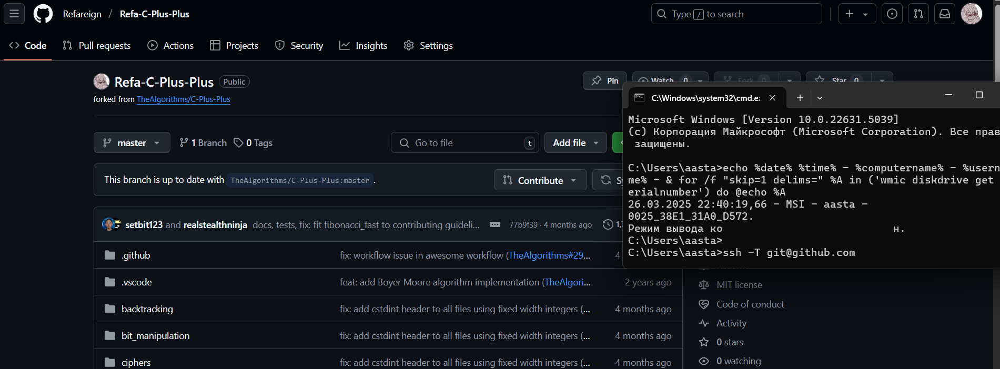 Refareign / Refa-C-Plus-Plus
Type / to search
Code Pull requests Actions Projects Security Insights Settings
Refa-C-Plus-Plus Public
forked from TheAlgorithms/C-Plus-Plus
Pin Watch 0 Fork 0 Star 0
master 1 Branch 0 Tags
Go to file t
Add file
This branch is up to date with TheAlgorithms/C-Plus-Plus:master .
Contribute
setbit123 and realstealthninja docs, tests, fix: fit fibonacci_fast to contributing guideli... 77b9f39 · 4 months ago
.github fix: workflow issue in awesome workflow (TheAlgorithms#29... 4
.vscode feat: add Boyer Moore algorithm implementation (TheAlgori... 2 years ago
backtracking fix: add cstdint header to all files using fixed width integers (... 4 months ago
bit_manipulation fix: add cstdint header to all files using fixed width integers (... 4 months ago
ciphers fix: add cstdint header to all files using fixed width integers (... 4 months ago
C:\Windows\system32\cmd.e
Microsoft Windows [Version 10.0.22631.5039]
(c) Корпорация Майкрософт (Microsoft Corporation). Все прав
защищены.
C:\Users\aasta>echo %date% %time% - %computername% - %usern
me% - & for /f "skip=1 delims=" %A in ('wmic diskdrive get
erialnumber') do @echo %A
26.03.2025 22:40:19,66 - MSI - aasta -
0025_38E1_31A0_D572.
Режим вывода ко н.
C:\Users\aasta>
C:\Users\aasta>ssh -T git@github.com
MIT license
Code of conduct
Activity
0 stars
0 watching